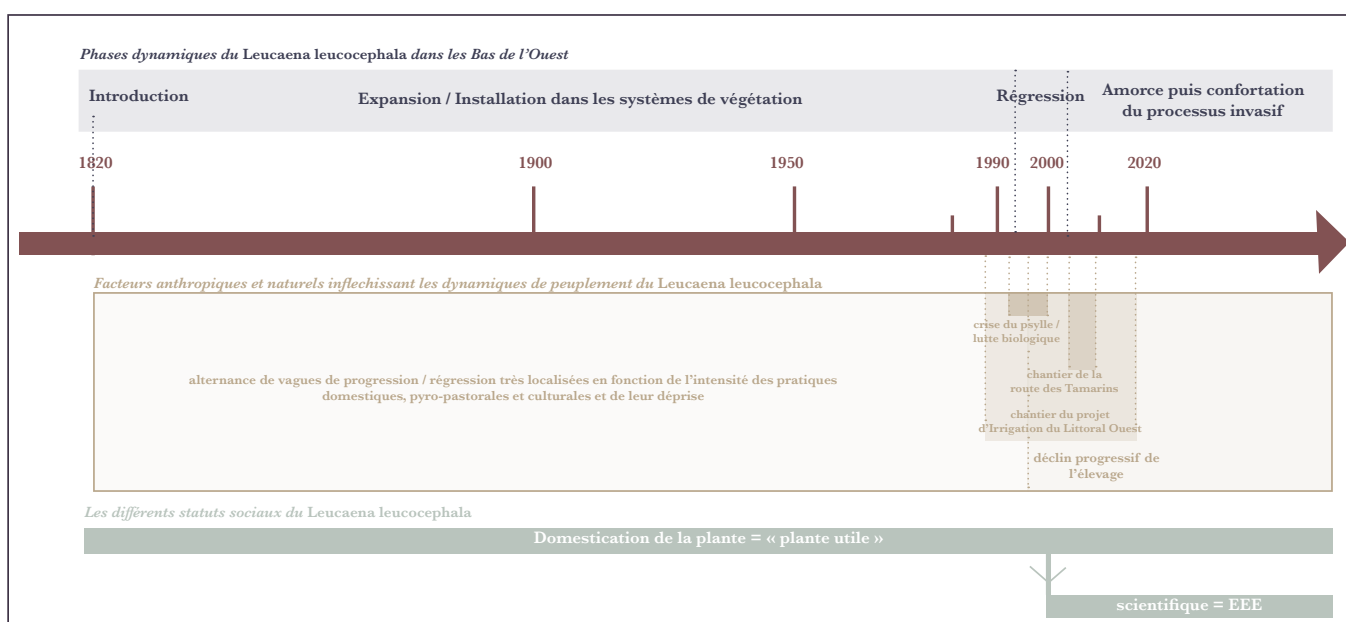 Phases dynamiques du Leucaena leucocephala dans les Bas de l'Ouest
Introduction
Expansion / Installation dans les systèmes de végétation
Régression
Amorce puis confortation
du processus invasif
1820
1900
1950
1990
2000
2020
Facteurs anthropiques et naturels inflechissant les dynamiques de peuplement du Leucaena leucocephala
crise du psylle /
lutte biologique
alternance de vagues de progression / régression très localisées en fonction de l'intensité des pratiques
domestiques, pyro-pastorales et culturales et de leur déprise
chantier de la
route des Tamarins
chantier du projet
d'Irrigation du Littoral Ouest
déclin progressif de
l'élevage
Les différents statuts sociaux du Leucaena leucocephala
Domestication de la plante = « plante utile »
scientifique = EEE